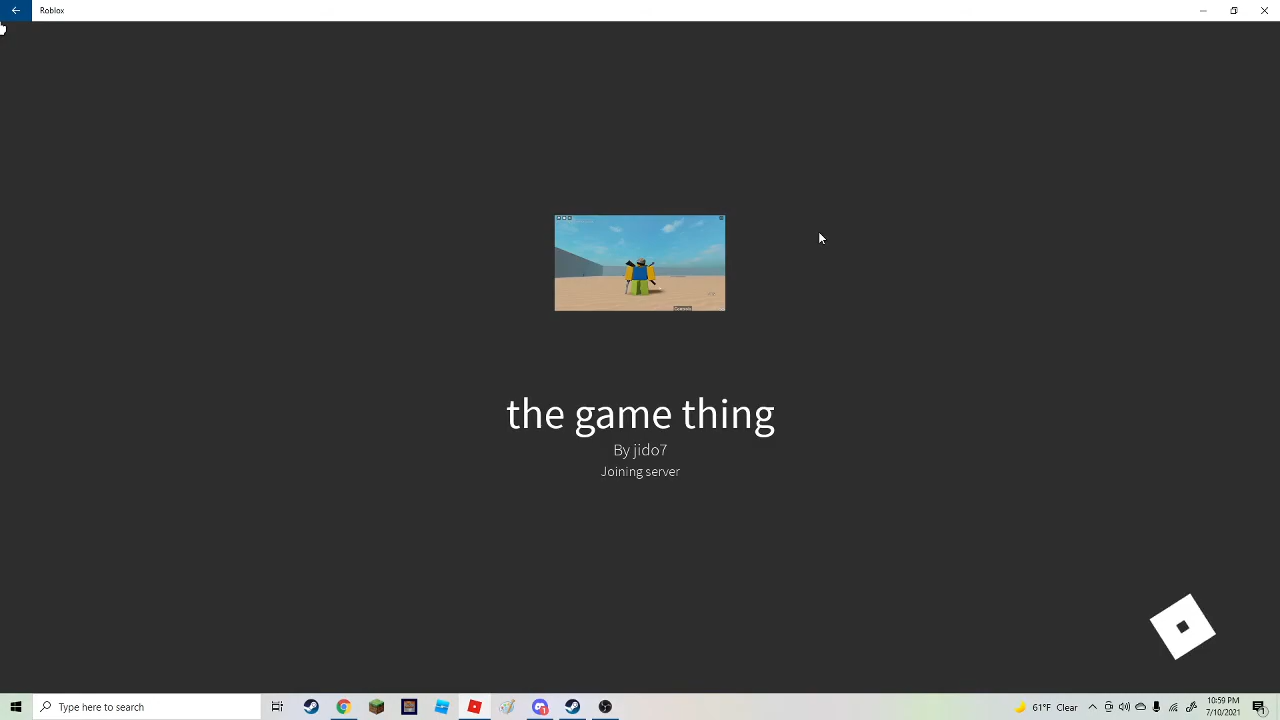 Roblox
the game thing
By jido7
Joining server
Type here to search
61°F Clear
10:59 PM
7/10/2021